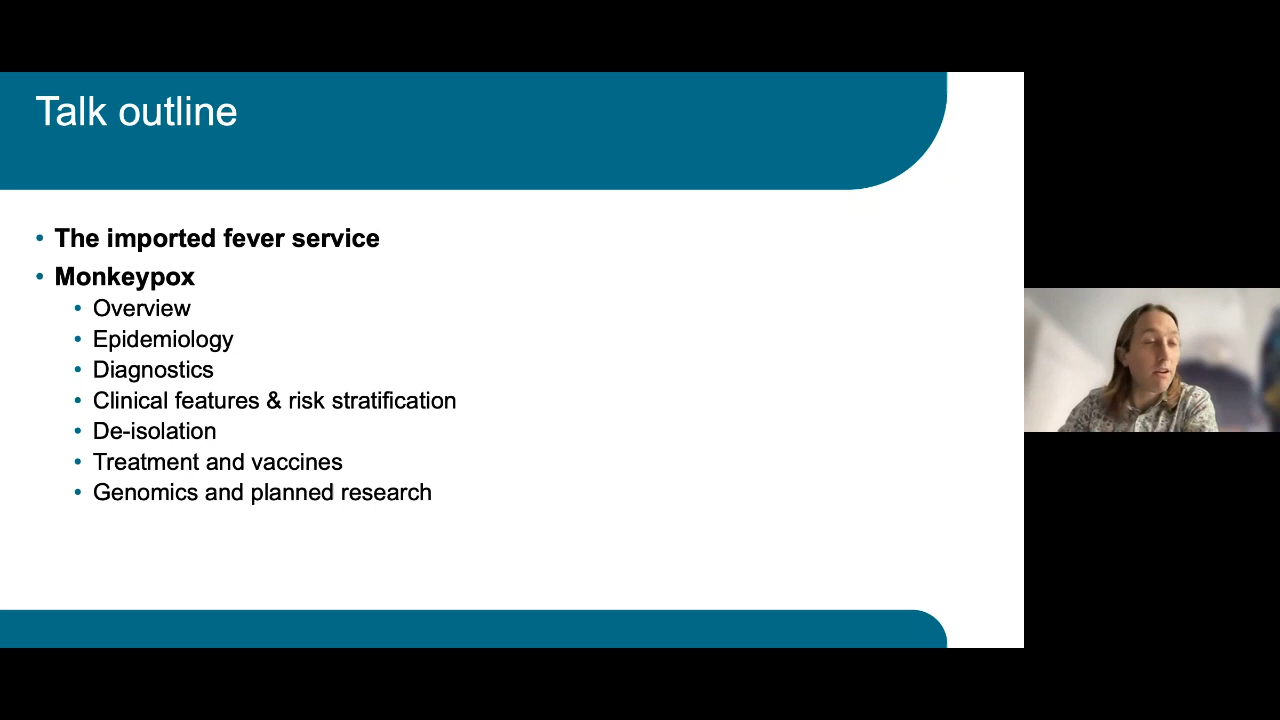 Talk outline
• The imported fever service
• Monkeypox
• Overview
• Epidemiology
• Diagnostics
• Clinical features & risk stratification
• De-isolation
• Treatment and vaccines
• Genomics and planned research